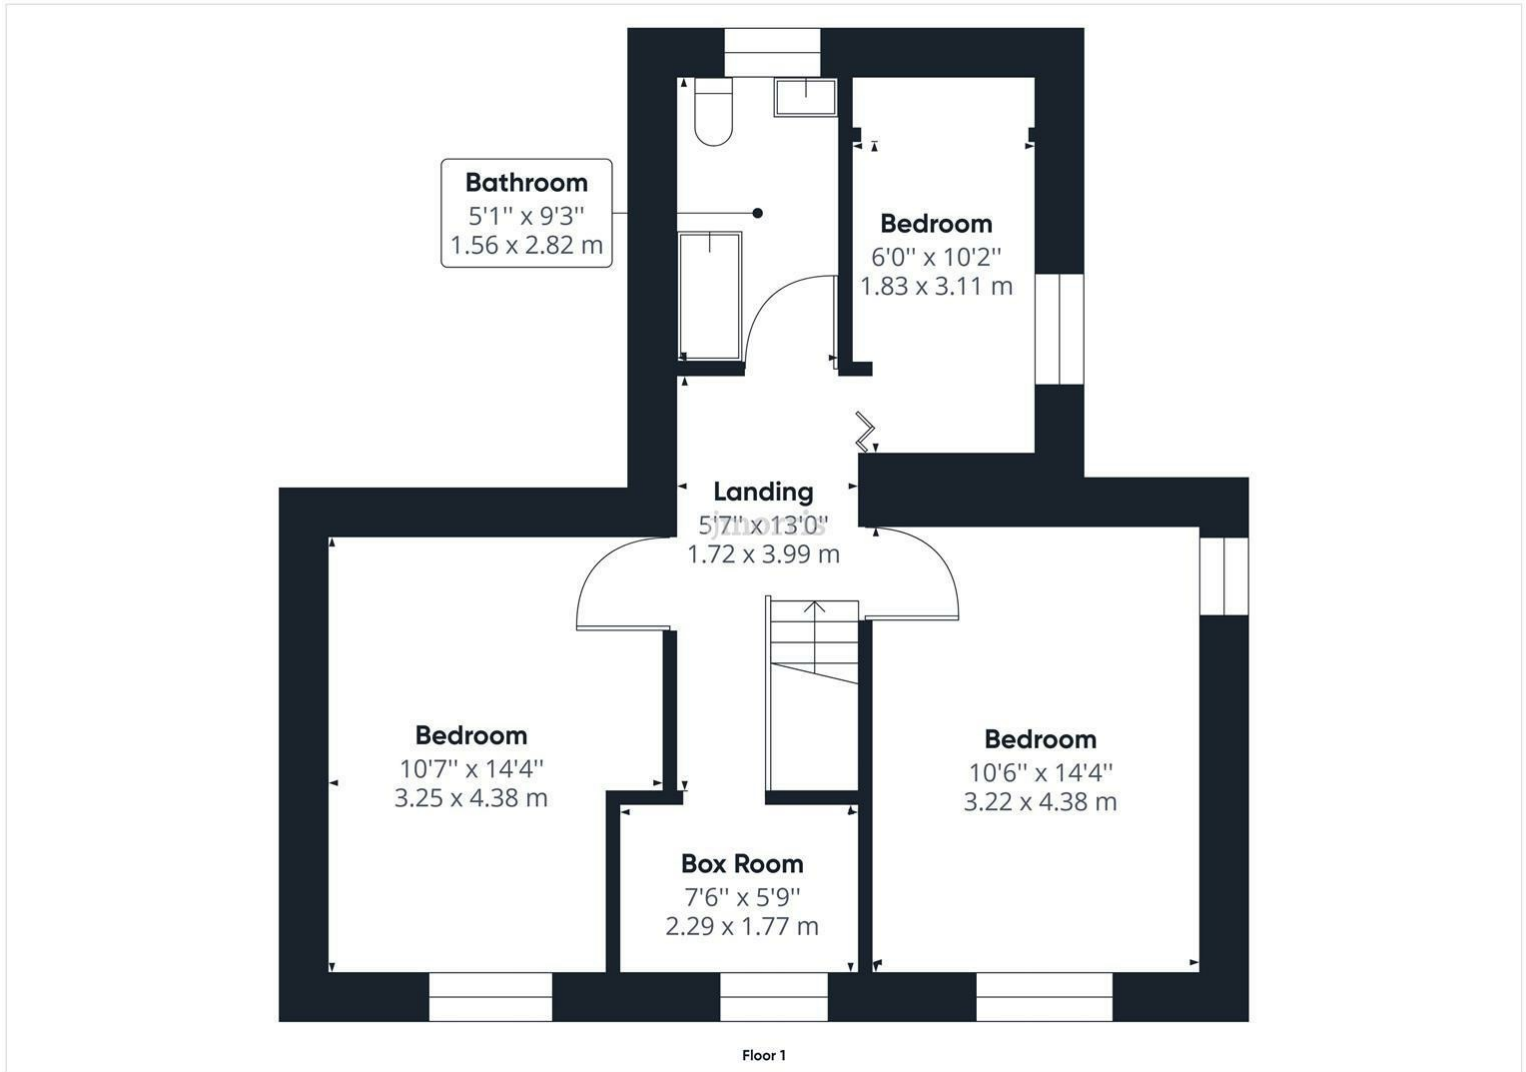 Bathroom
5'1'' x 9'3''
1.56 x 2.82 m
Bedroom
6'0'' x 10'2''
1.83 x 3.11 m
Landing
5'7'' x 13'0''
jjmorris
1.72 x 3.99 m
Bedroom
10'7'' x 14'4''
3.25 x 4.38 m
Bedroom
10'6'' x 14'4''
3.22 x 4.38 m
Box Room
7'6'' x 5'9''
2.29 x 1.77 m
Floor 1